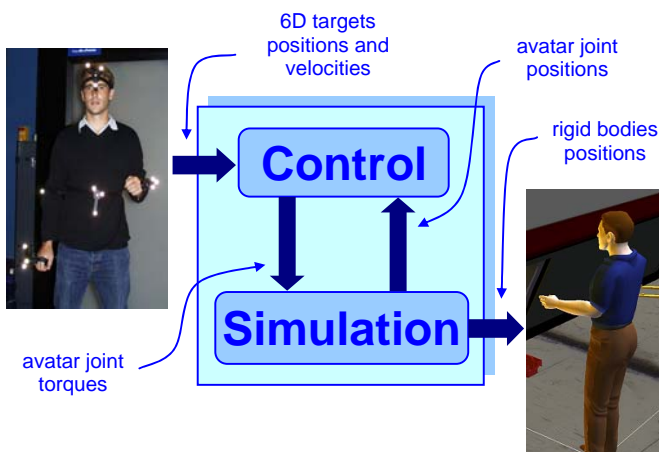 6D targets
positions and
velocities
avatar joint
positions
rigid bodies
positions
Control
Simulation
avatar joint
torques